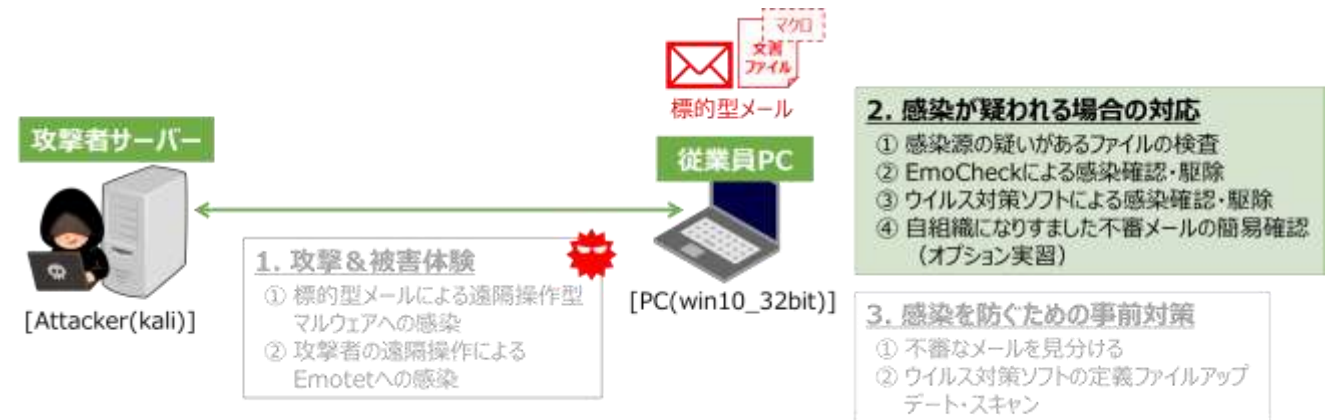 マクロ
文書
ファイル
標的型メール
攻撃者サーバー
従業員PC
[Attacker(kali)]
[PC(win10_32bit)]
1. 攻撃&被害体験
① 標的型メールによる遠隔操作型
マルウェアへの感染
② 攻撃者の遠隔操作による
Emotetへの感染
2. 感染が疑われる場合の対応
① 感染源の疑いがあるファイルの検査
② EmoCheckによる感染確認・駆除
③ ウイルス対策ソフトによる感染確認・駆除
④ 自組織になりすました不審メールの簡易確認
(オプション実習)
3. 感染を防ぐための事前対策
① 不審なメールを見分ける
② ウイルス対策ソフトの定義ファイルアップ
デート・スキャン